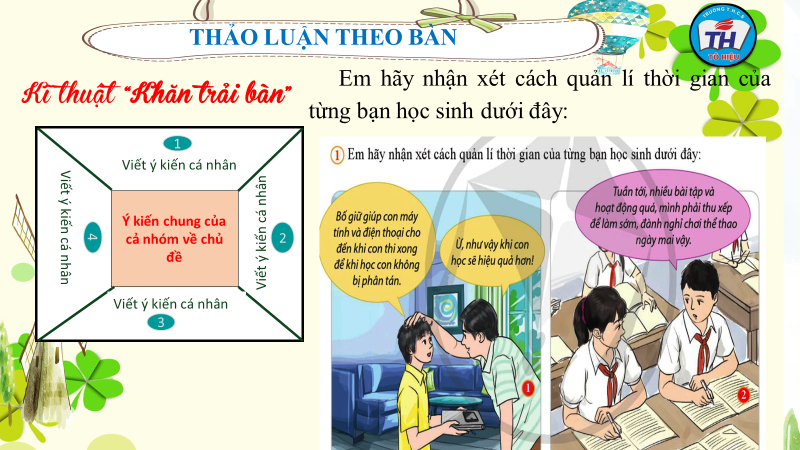 THẢO LUẬN THEO BÀN
TRƯỜNG T.H.C.S
TH
TÔ HIỆU
Kĩ thuật "Khăn trải bàn"
Em hãy nhận xét cách quản lí thời gian của
từng bạn học sinh dưới đây:
1
Viết ý kiến cá nhân
Viết ý kiến cá nhân
4
Ý kiến chung của
cả nhóm về chủ
đề
Viết ý kiến cá nhân
2
Viết ý kiến cá nhân
3
1 Em hãy nhận xét cách quản lí thời gian của từng bạn học sinh dưới đây:
Bố giữ giúp con máy
tính và điện thoại cho
đến khi con thi xong
để khi học con không
bị phân tán.
Ừ, như vậy khi con
học sẽ hiệu quả hơn!
1
Tuần tới, nhiều bài tập và
hoạt động quá, mình phải thu xếp
để làm sớm, đành nghỉ chơi thể thao
ngày mai vậy.
2